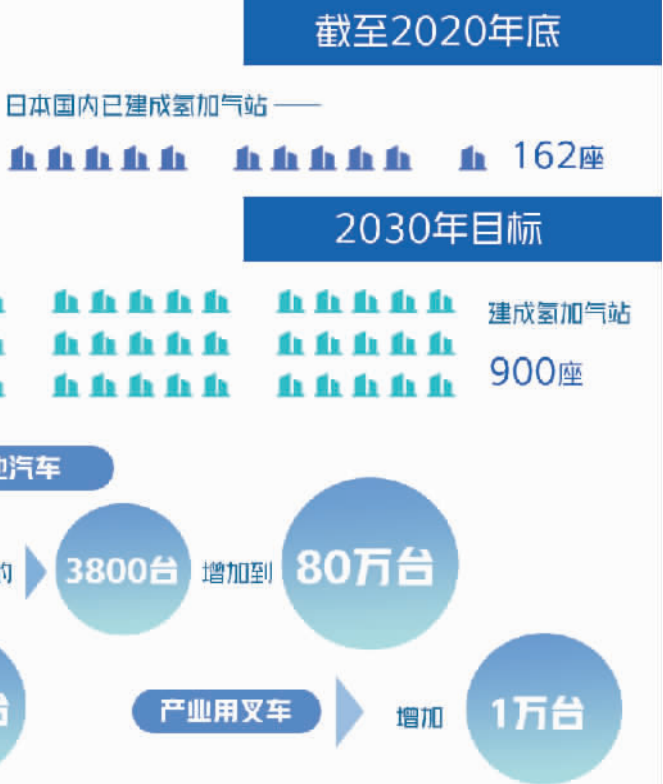 截至2020年底
日本国内已建成氢加气站——
162座
2030年目标
建成氢加气站
900座
汽车
3800台 增加到 80万台
台
产业用叉车 增加 1万台